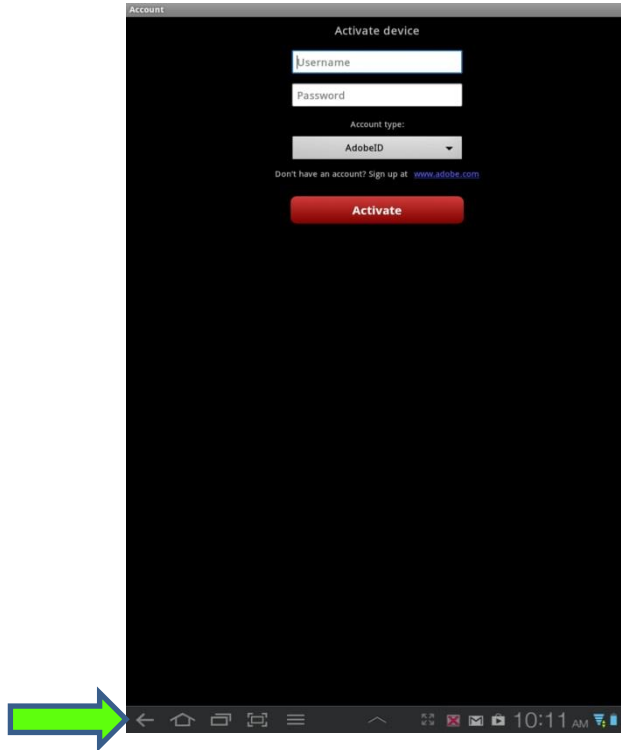 Account
Activate device
Username
Password
Account type:
AdobeID
Don't have an account? Sign up at www.adobe.com
Activate
10:11 AM